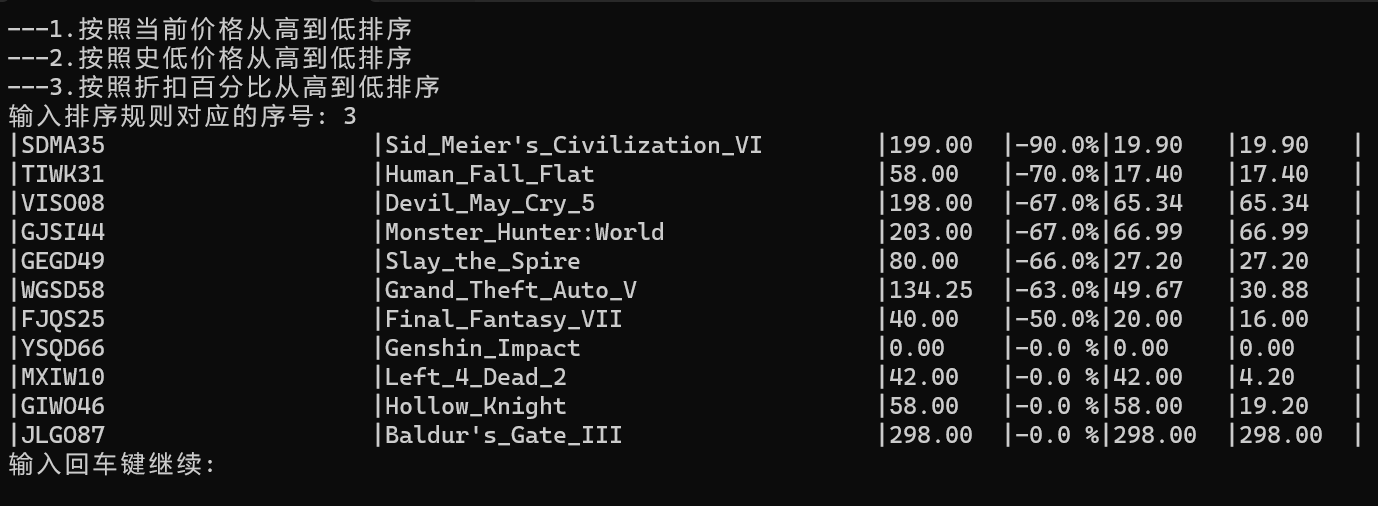 ---1.按照当前价格从高到低排序
---2.按照史低价格从高到低排序
---3.按照折扣百分比从高到低排序
输入排序规则对应的序号: 3
|SDMA35 |Sid_Meier's_Civilization_VI |199.00 |-90.0%|19.90 |19.90 |
|TIWK31 |Human_Fall_Flat |58.00 |-70.0%|17.40 |17.40 |
|VISO08 |Devil_May_Cry_5 |198.00 |-67.0%|65.34 |65.34 |
|GJSI44 |Monster_Hunter:World |203.00 |-67.0%|66.99 |66.99 |
|GEGD49 |Slay_the_Spire |80.00 |-66.0%|27.20 |27.20 |
|WGSD58 |Grand_Theft_Auto_V |134.25 |-63.0%|49.67 |30.88 |
|FJQS25 |Final_Fantasy_VII |40.00 |-50.0%|20.00 |16.00 |
|YSQD66 |Genshin_Impact |0.00 |-0.0 %|0.00 |0.00 |
|MXIW10 |Left_4_Dead_2 |42.00 |-0.0 %|42.00 |4.20 |
|GIWO46 |Hollow_Knight |58.00 |-0.0 %|58.00 |19.20 |
|JLGO87 |Baldur's_Gate_III |298.00 |-0.0 %|298.00 |298.00 |
输入回车键继续: